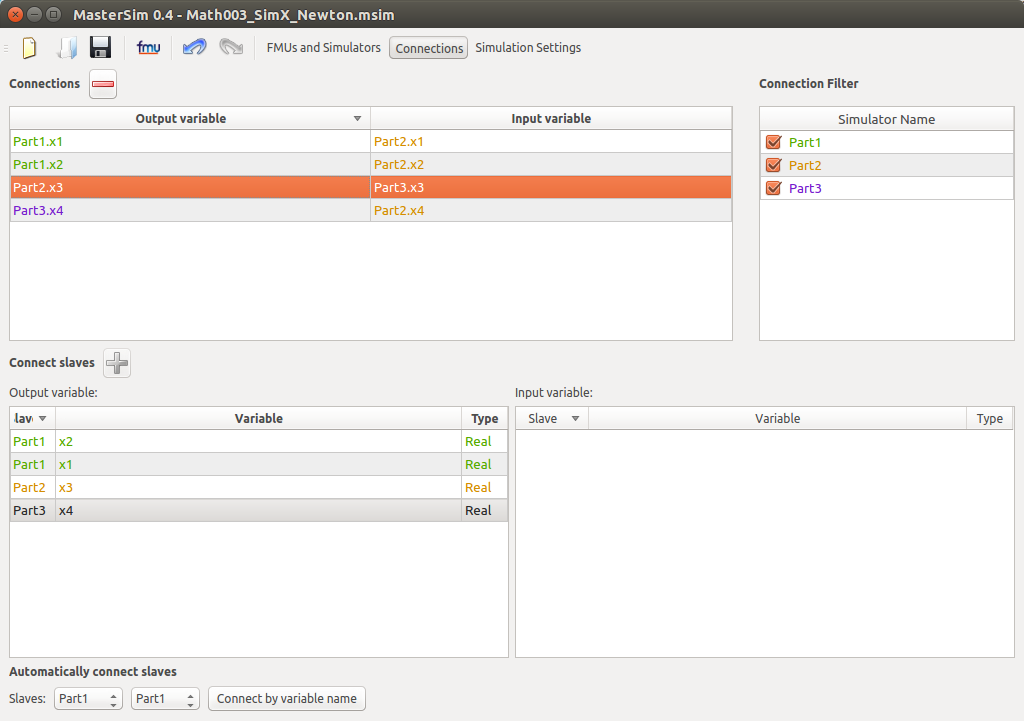 MasterSim 0.4 - Math003_SimX_Newton.msim
fmu FMUs and Simulators Connections Simulation Settings
Connections
Connection Filter
Output variable Input variable
Simulator Name
Part1.x1 Part2.x1
Part1
Part1.x2 Part2.x2
Part2
Part2.x3 Part3.x3
Part3
Part3.x4 Part2.x4
Connect slaves
Output variable: Input variable:
lav Variable Type
Slave Variable Type
Part1 x2 Real
Part1 x1 Real
Part2 x3 Real
Part3 x4 Real
Automatically connect slaves
Slaves: Part1 Part1 Connect by variable name